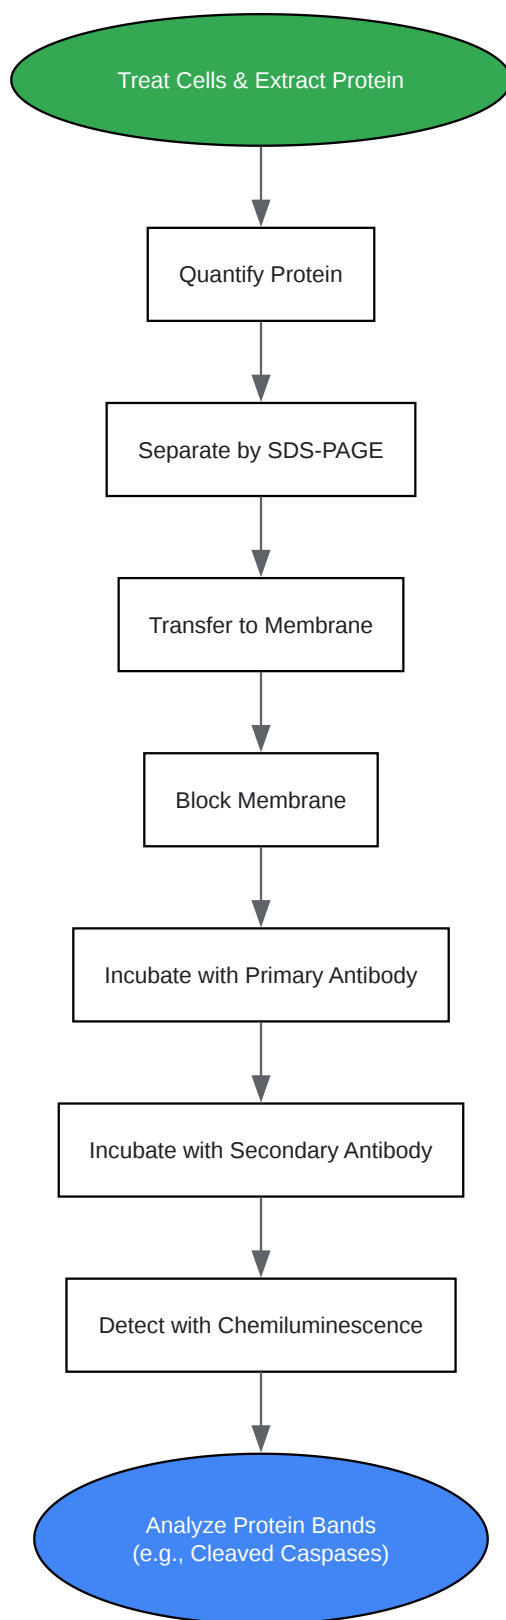 Treat Cells & Extract Protein
Quantify Protein
Separate by SDS-PAGE
Transfer to Membrane
Block Membrane
Incubate with Primary Antibody
Incubate with Secondary Antibody
Detect with Chemiluminescence
Analyze Protein Bands
(e.g., Cleaved Caspases)